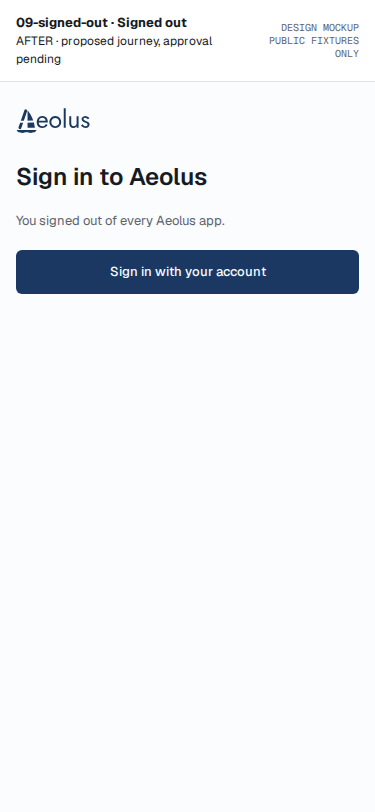 09-signed-out · Signed out
AFTER · proposed journey, approval
pending
DESIGN MOCKUP
PUBLIC FIXTURES
ONLY
Aeolus
Sign in to Aeolus
You signed out of every Aeolus app.
Sign in with your account